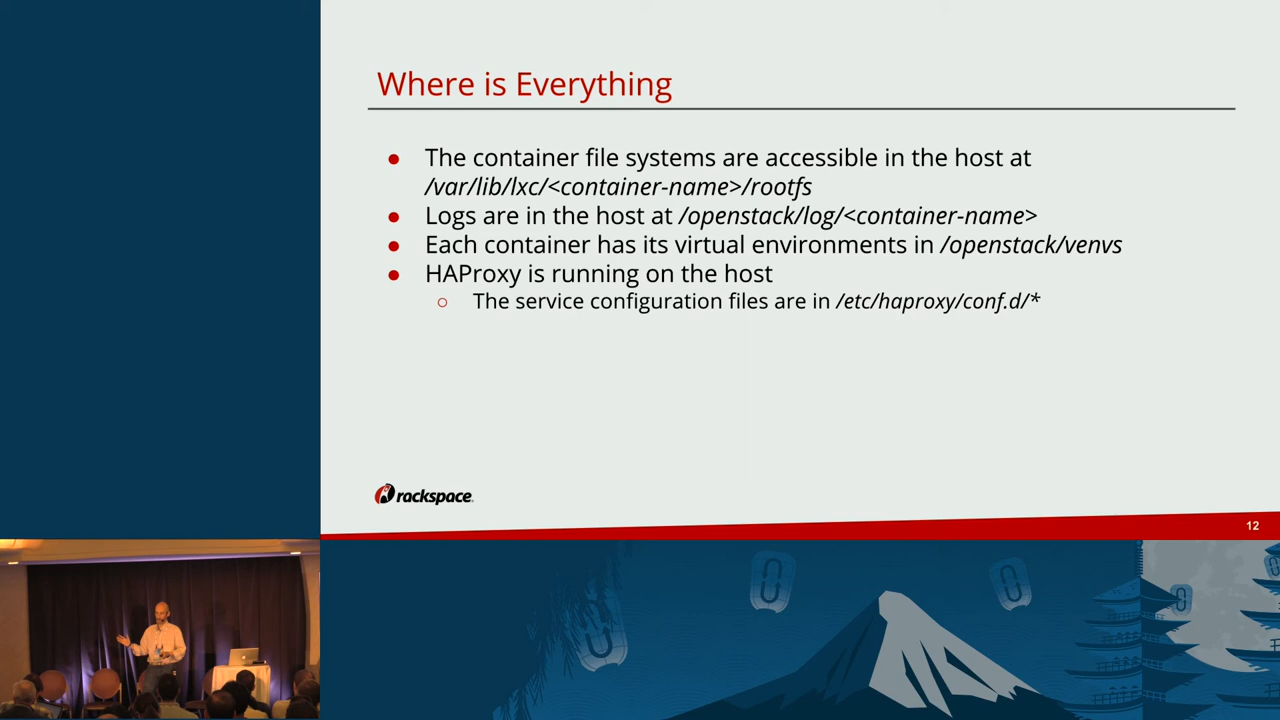 Where is Everything
● The container file systems are accessible in the host at
/var/lib/lxc/<container-name>/rootfs
● Logs are in the host at /openstack/log/<container-name>
● Each container has its virtual environments in /openstack/venvs
● HAProxy is running on the host
○ The service configuration files are in /etc/haproxy/conf.d/*
rackspace
12